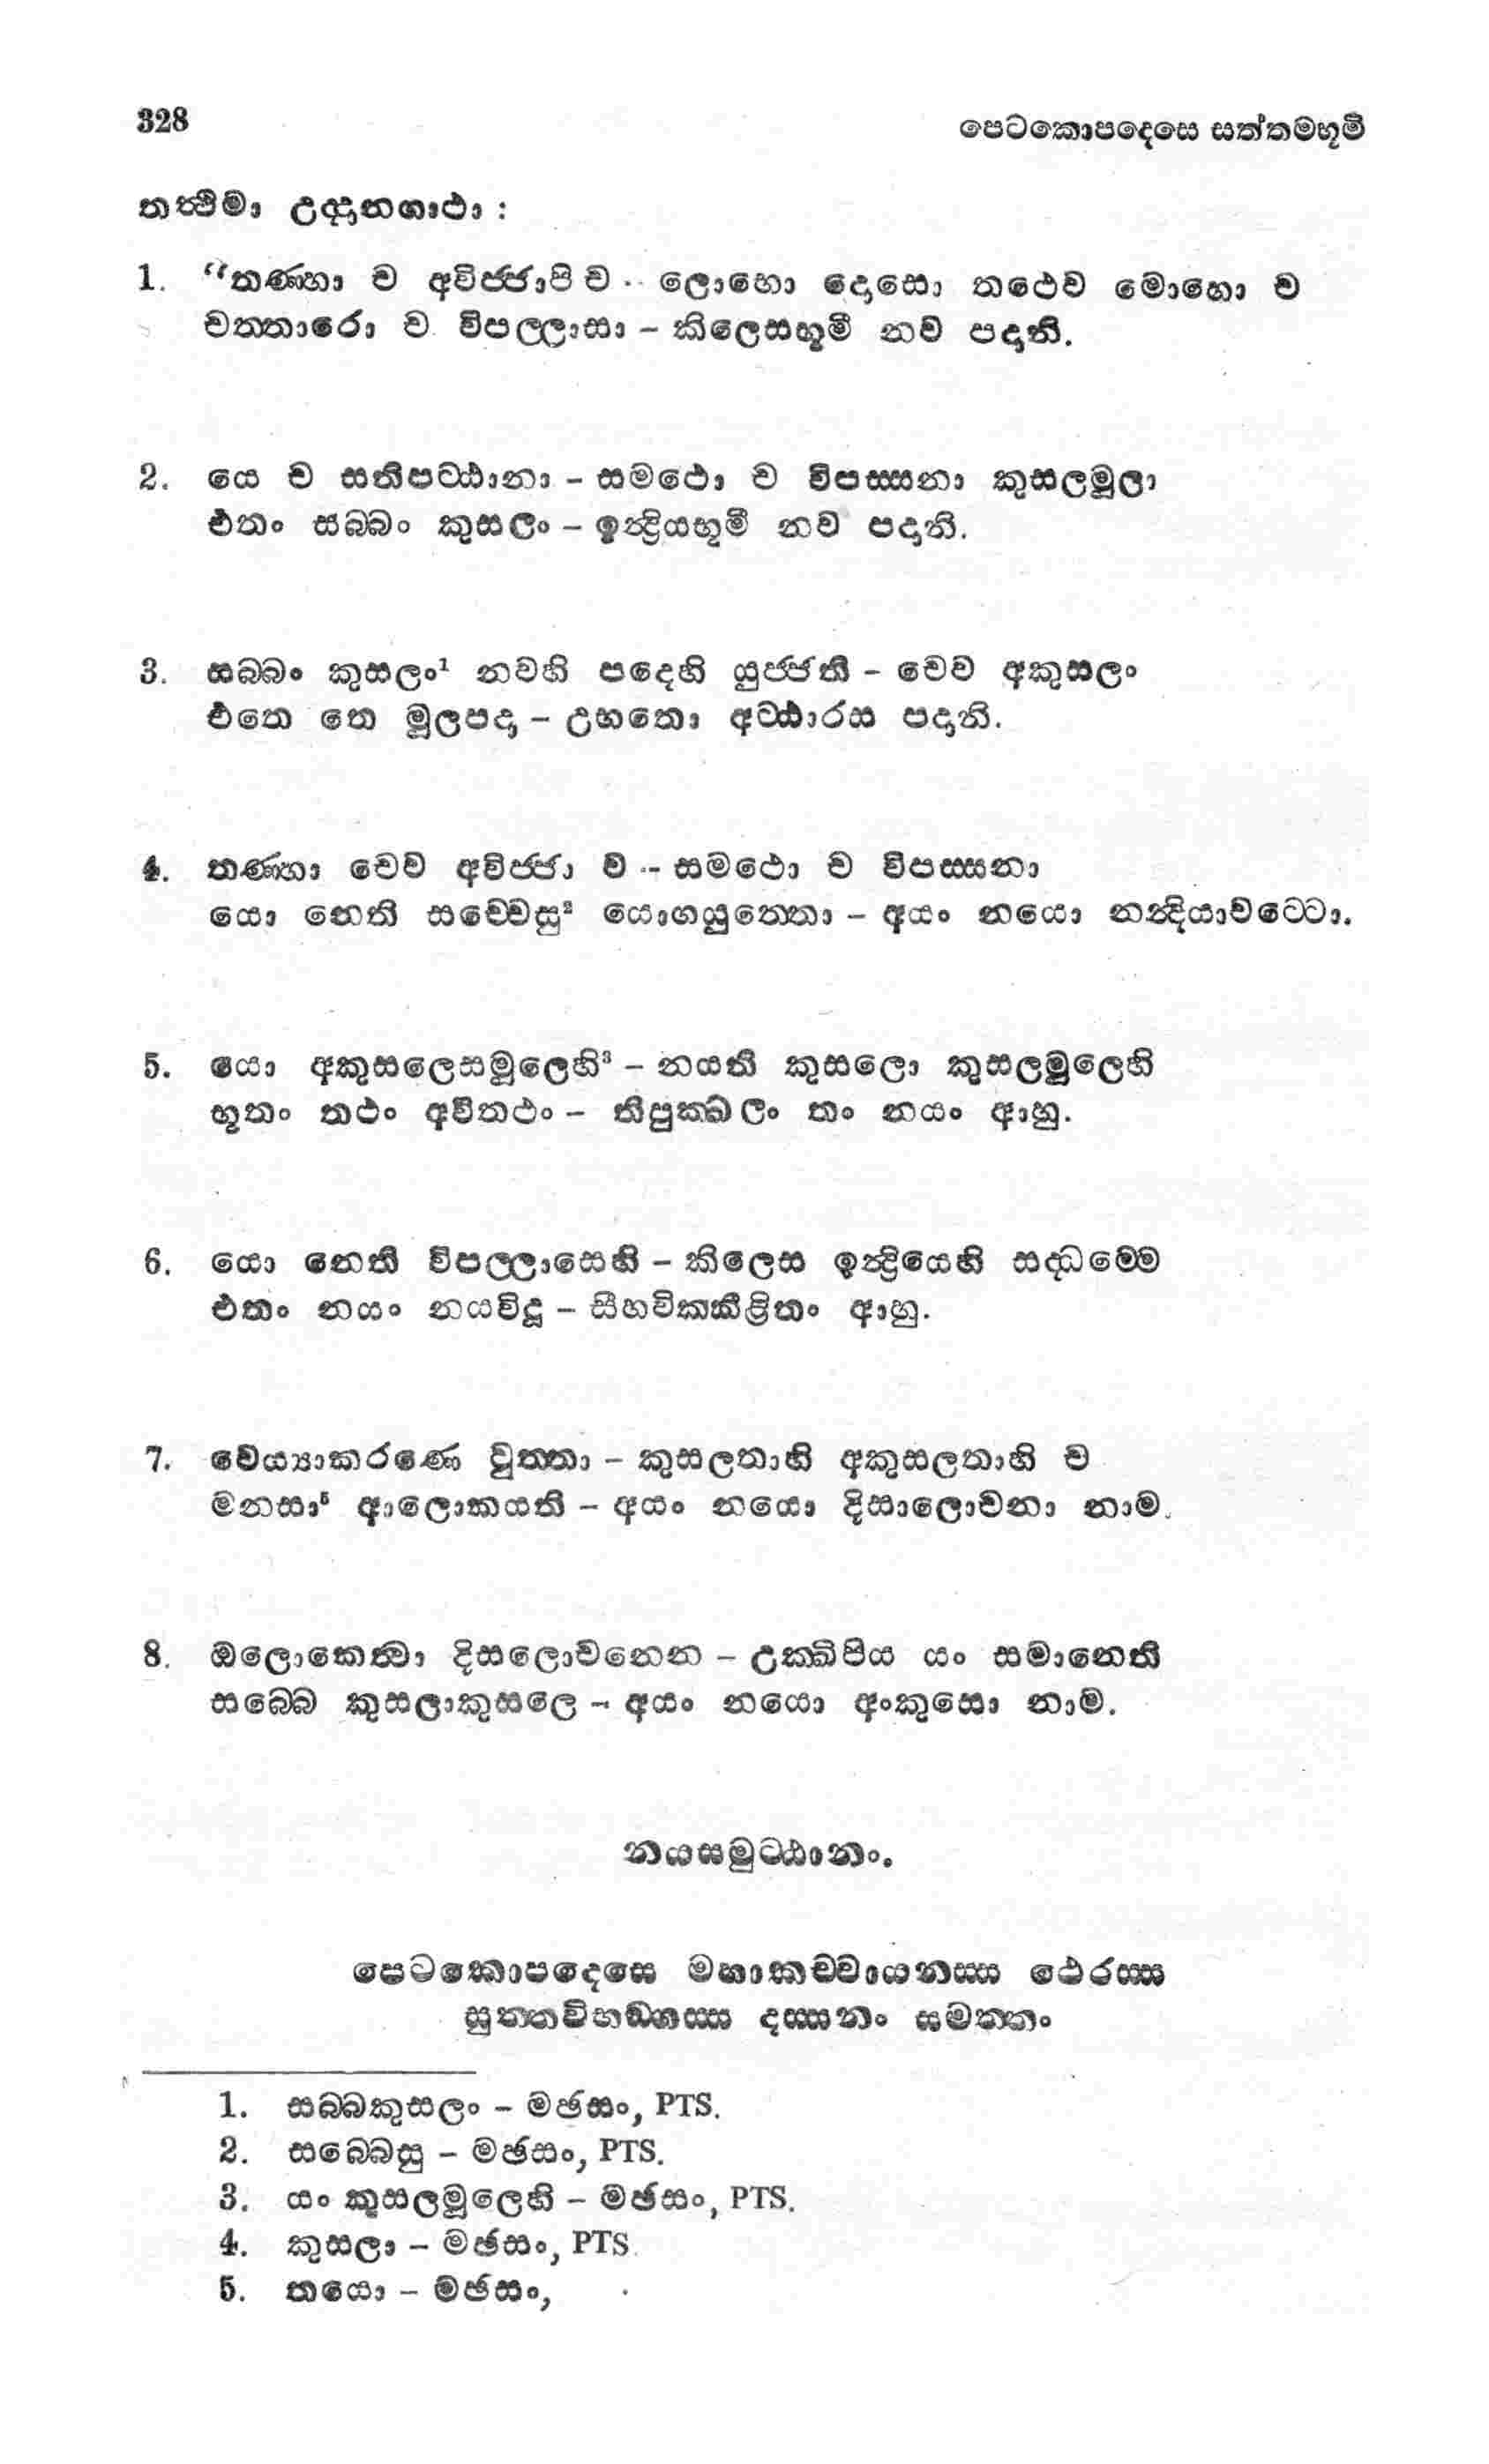 328
පෙටකොපදෙසෙ සත්තමභූමි
තත්‍ථිමා උද්‍දානගාථා :
1. “තණ්හා ච අවිජ්ජාපි ච - ලොභො දොසො තථෙව මොහො ච
චත්තාරො ච විපල්ලාසා - කිලෙසභූමී නව පදානි.
2. යෙ ච සතිපට්ඨානා - සමථො ච විපස්සනා කුසලමූලා
එතං සබ්බං කුසලං - ඉන්‍ද්‍රියභූමී නව පදානි.
3. සබ්බං කුසලං¹ නවහි පදෙහි යුජ්ජති - චෙව අකුසලං
එතෙ තෙ මූලපදා - උභතො අට්ඨාරස පදානි.
4. තණ්හා චෙව අවිජ්ජා ච - සමථො ච විපස්සනා
යො නෙති සච්චෙසු² යොගයුත්තො - අයං නයො නන්‍දියාවට්ටො.
5. යො අකුසලෙසමූලෙහි³ - නයති කුසලො කුසලමූලෙහි
භූතං තථං අවිතථං - තිපුක්ඛලං තං නයං ආහු.
6. යො නෙති විපල්ලාසෙහි - කිලෙස ඉන්‍ද්‍රියෙහි සද්ධම්මෙ
එතං නයං නයවිදූ - සීහවික්කීළිතං ආහු.
7. වෙය්‍යාකරණෙ වුත්තා - කුසලතාහි අකුසලතාහි ච
මනසා⁵ ආලොකයති - අයං නයො දිසාලොචනා නාම.
8. ඔලොකෙත්‍වා දිසලොචනෙන - උක්ඛිපිය යං සමානෙති
සබ්බෙ කුසලාකුසලෙ - අයං නයො අංකුසො නාම.
නයසමුට්ඨානං.
පෙටකොපදෙසෙ මහාකච්චායනස්ස ථෙරස්ස
සුත්තවිභඞ්ගස්ස දස්සනං සමත්තං
1. සබ්බකුසලං - මඡසං, PTS.
2. සබ්බෙසු - මඡසං, PTS.
3. යං කුසලමූලෙහි - මඡසං, PTS.
4. කුසලා - මඡසං, PTS.
5. තයො - මඡසං,